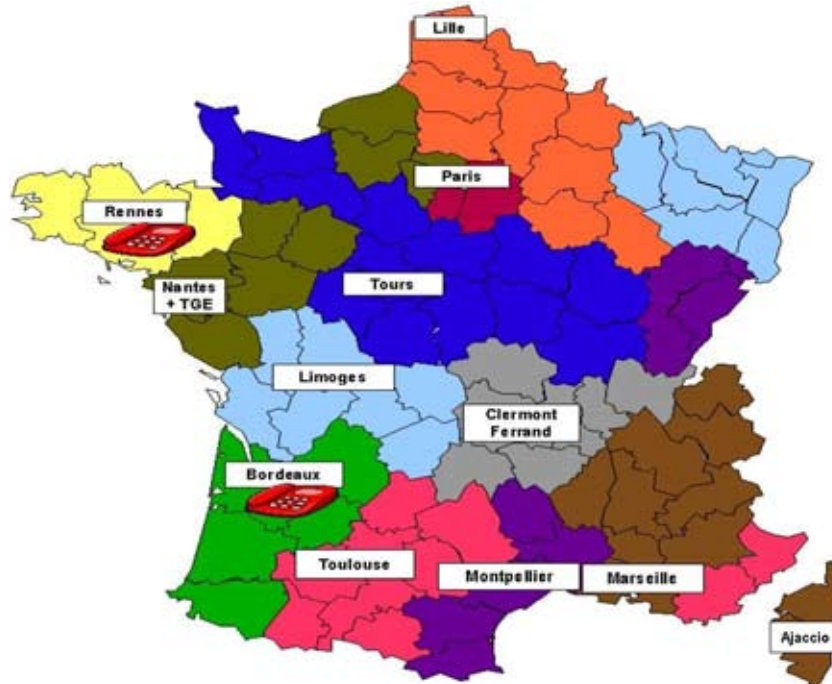 Lille
Paris
Rennes
Nantes
+ TGE
Tours
Limoges
Clermont
Ferrand
Bordeaux
Toulouse
Montpellier
Marseille
Ajaccio